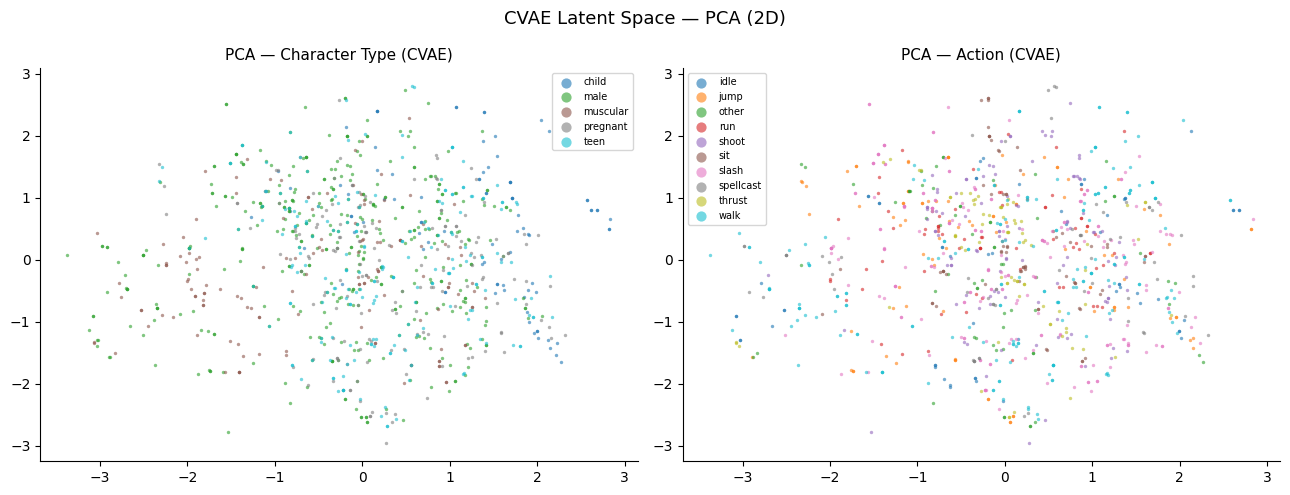 CVAE Latent Space — PCA (2D)
PCA — Character Type (CVAE)
3
2
1
0
−1
−2
−3
−3
−2
−1
0
1
2
3
child
male
muscular
pregnant
teen
PCA — Action (CVAE)
3
2
1
0
−1
−2
−3
−3
−2
−1
0
1
2
3
idle
jump
other
run
shoot
sit
slash
spellcast
thrust
walk